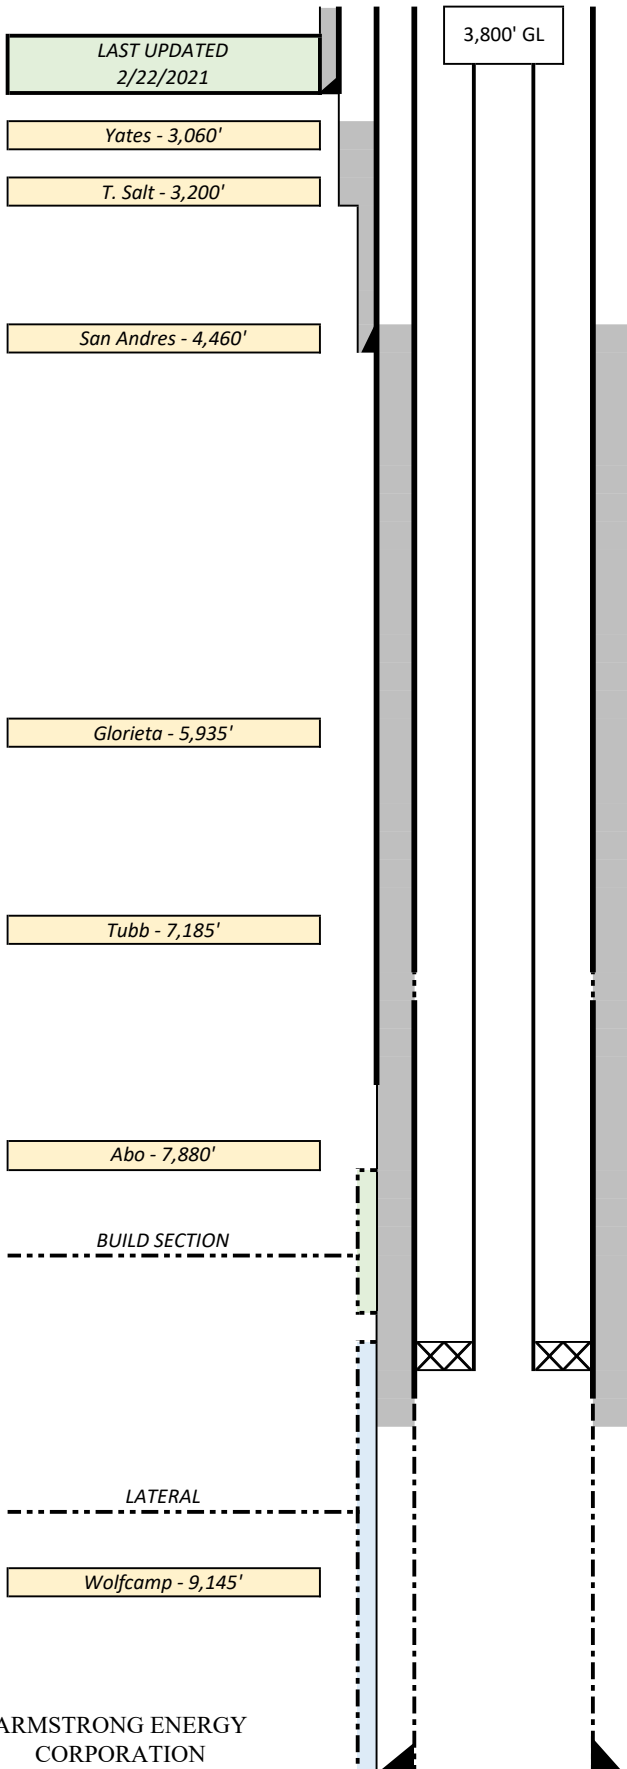 3,800' GL
LAST UPDATED
2/22/2021
Yates - 3,060'
T. Salt - 3,200'
San Andres - 4,460'
Glorieta - 5,935'
Tubb - 7,185'
Abo - 7,880'
BUILD SECTION
LATERAL
Wolfcamp - 9,145'
ARMSTRONG ENERGY
CORPORATION